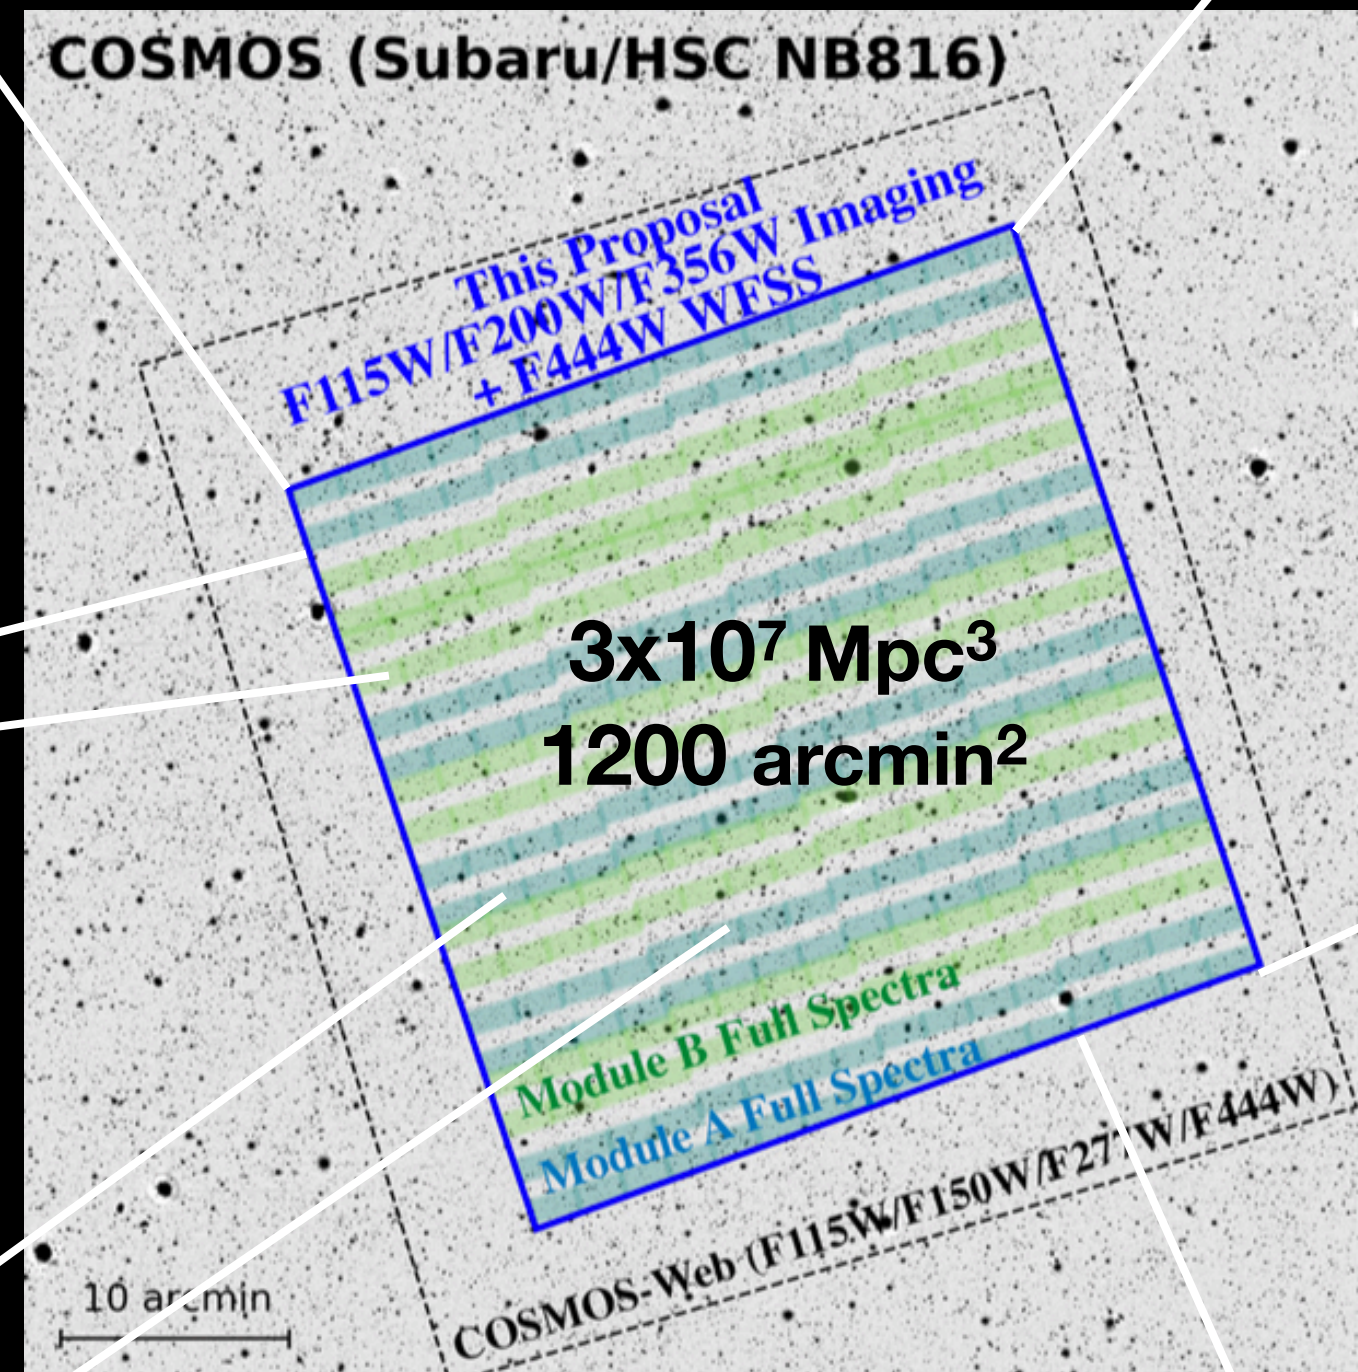 COSMOS (Subaru/HSC NB816)
This Proposal
F115W/F200W/F356W Imaging
+ F444W WFSS
3x10⁷ Mpc³
1200 arcmin²
Module B Full Spectra
Module A Full Spectra
COSMOS-Web (F115W/F150W/F277W/F444W)
10 arcmin